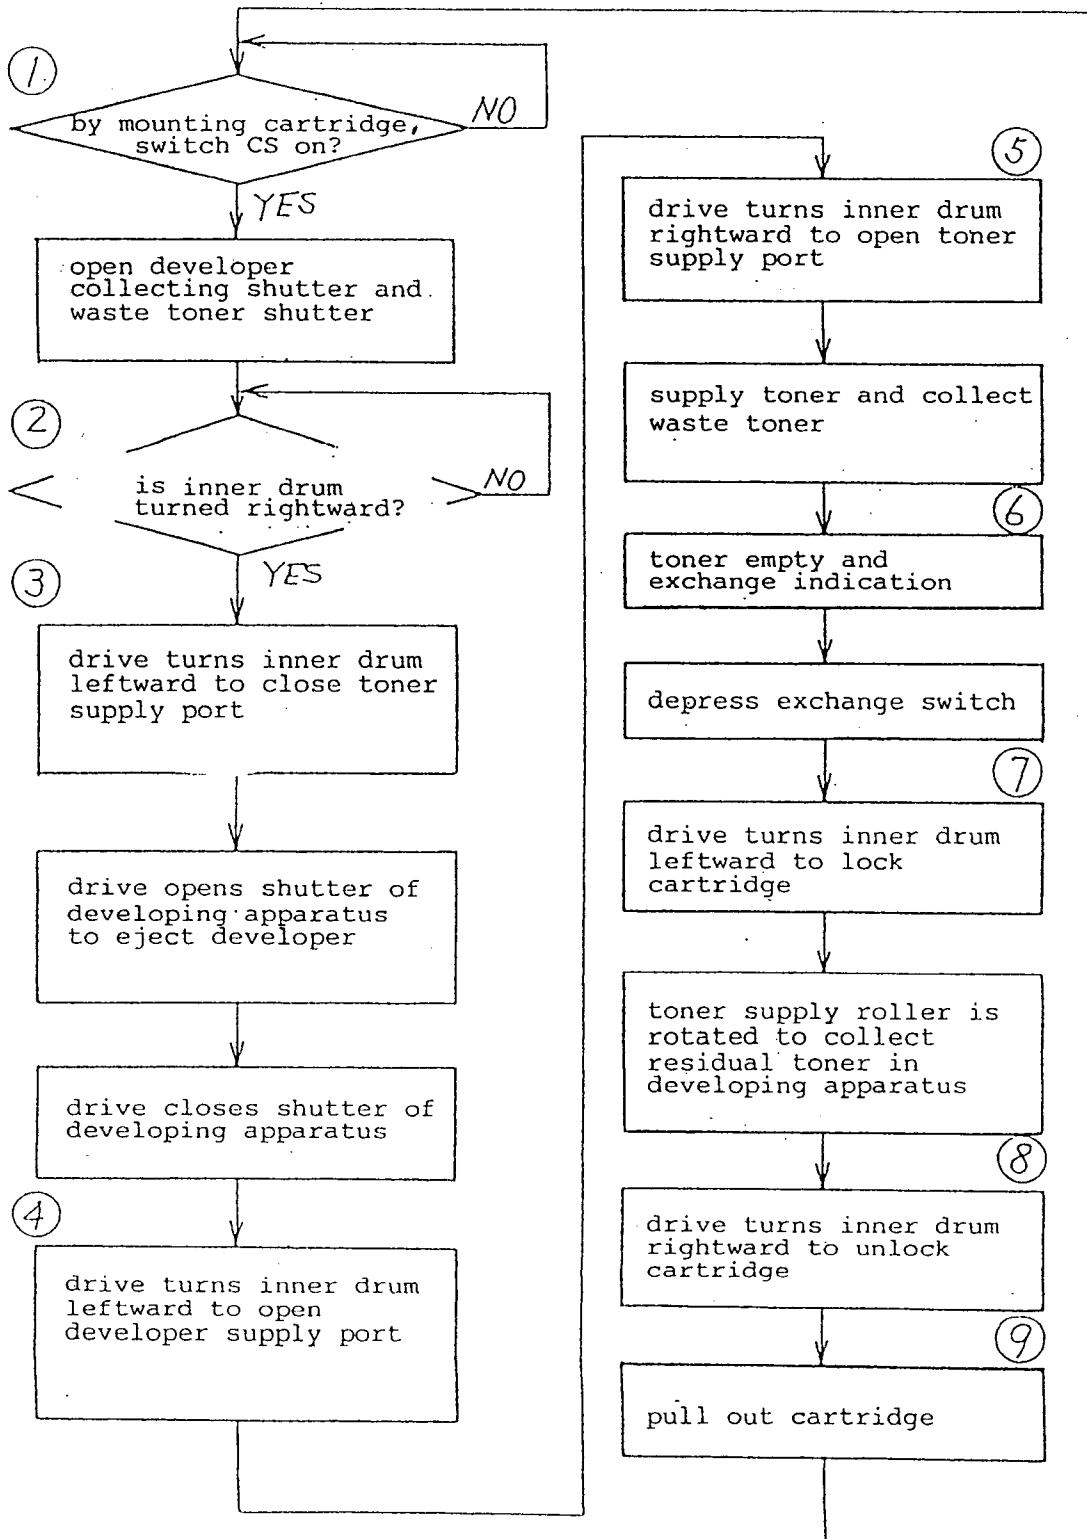 1
by mounting cartridge,
switch CS on?
NO
YES
open developer
collecting shutter and
waste toner shutter
2
is inner drum
turned rightward?
NO
YES
3
drive turns inner drum
leftward to close toner
supply port
drive opens shutter of
developing apparatus
to eject developer
drive closes shutter of
developing apparatus
4
drive turns inner drum
leftward to open
developer supply port
5
drive turns inner drum
rightward to open toner
supply port
supply toner and collect
waste toner
6
toner empty and
exchange indication
depress exchange switch
7
drive turns inner drum
leftward to lock
cartridge
toner supply roller is
rotated to collect
residual toner in
developing apparatus
8
drive turns inner drum
rightward to unlock
cartridge
9
pull out cartridge